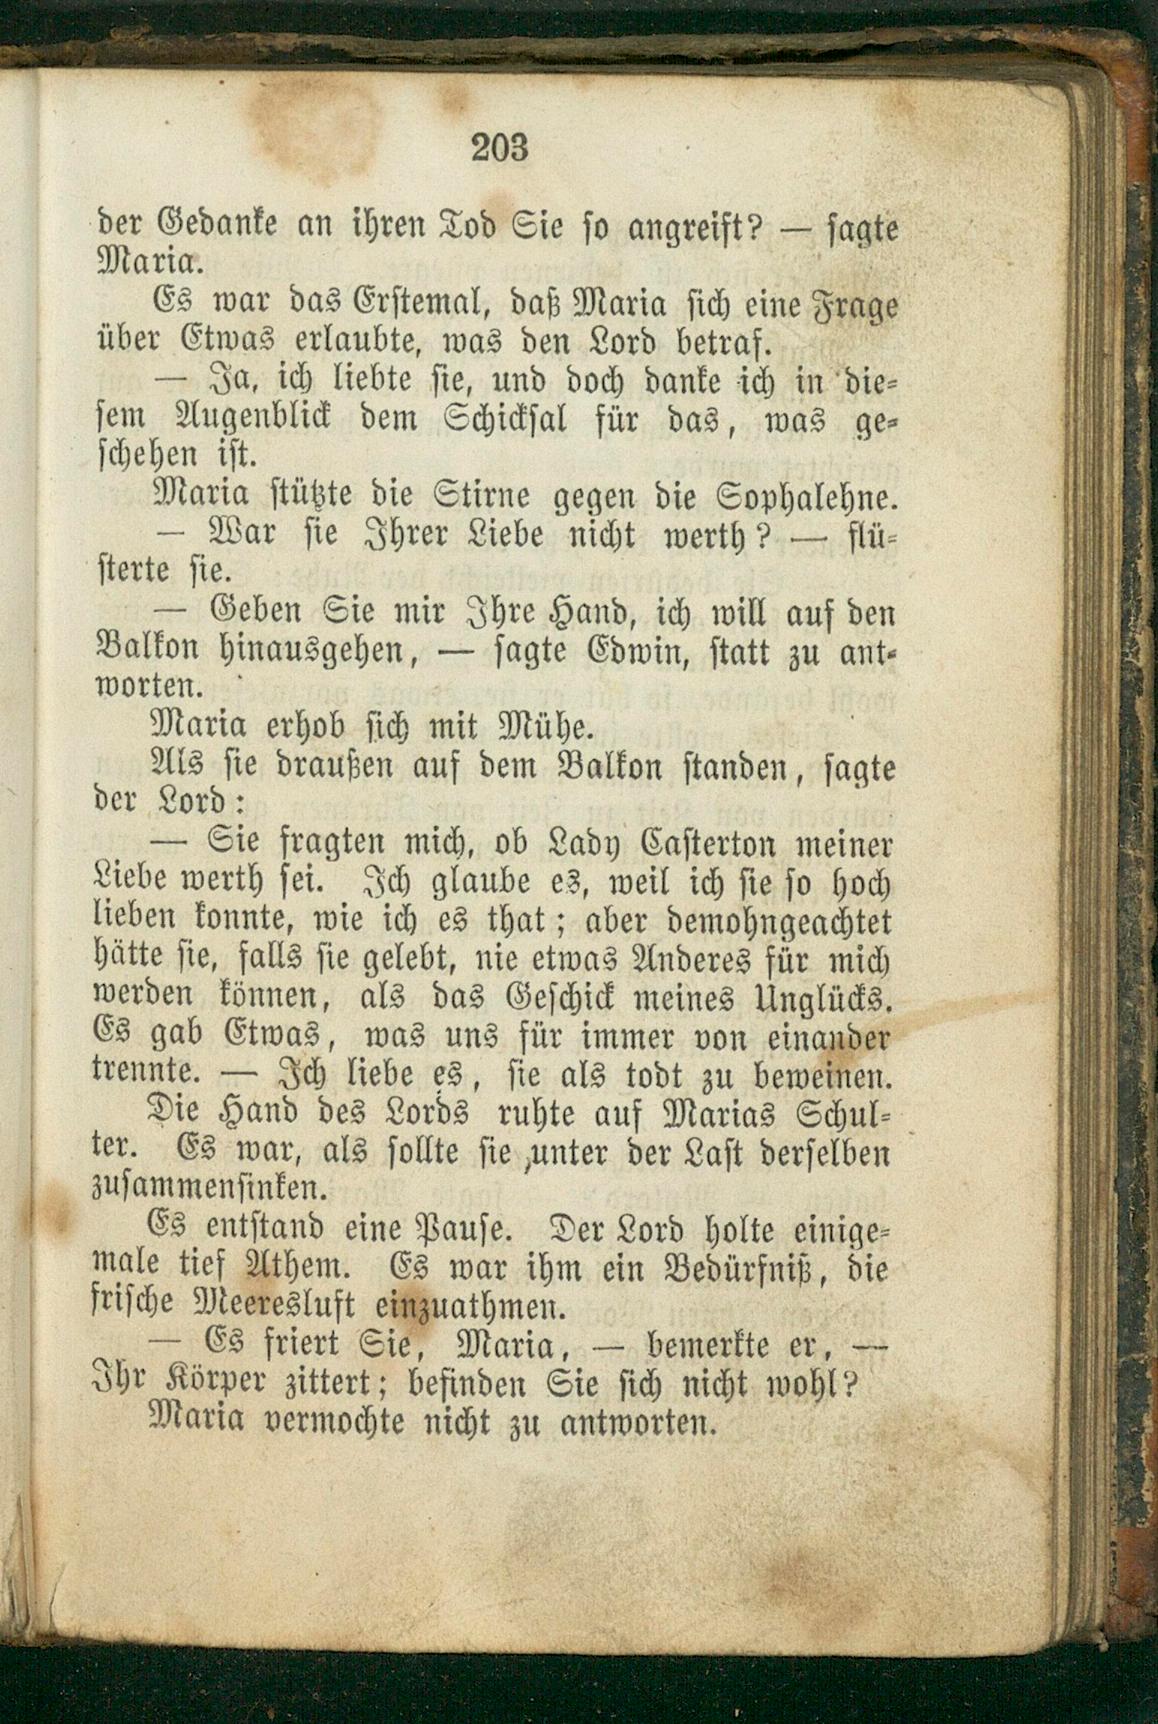 203
der Gedanke an ihren Tod Sie so angreift? — sagte
Maria.
Es war das Erstemal, daß Maria sich eine Frage
über Etwas erlaubte, was den Lord betraf.
— Ja, ich liebte sie, und doch danke ich in die-
sem Augenblick dem Schicksal für das, was ge-
schehen ist.
Maria stützte die Stirne gegen die Sophalehne.
— War sie Ihrer Liebe nicht werth? — flü-
sterte sie.
— Geben Sie mir Ihre Hand, ich will auf den
Balkon hinausgehen, — sagte Edwin, statt zu ant-
worten.
Maria erhob sich mit Mühe.
Als sie draußen auf dem Balkon standen, sagte
der Lord:
— Sie fragten mich, ob Lady Casterton meiner
Liebe werth sei. Ich glaube es, weil ich sie so hoch
lieben konnte, wie ich es that; aber demohngeachtet
hätte sie, falls sie gelebt, nie etwas Anderes für mich
werden können, als das Geschick meines Unglücks.
Es gab Etwas, was uns für immer von einander
trennte. — Ich liebe es, sie als todt zu beweinen.
Die Hand des Lords ruhte auf Marias Schul-
ter. Es war, als sollte sie unter der Last derselben
zusammensinken.
Es entstand eine Pause. Der Lord holte einige-
male tief Athem. Es war ihm ein Bedürfniß, die
frische Meeresluft einzuathmen.
— Es friert Sie, Maria, — bemerkte er, —
Ihr Körper zittert; befinden Sie sich nicht wohl?
Maria vermochte nicht zu antworten.